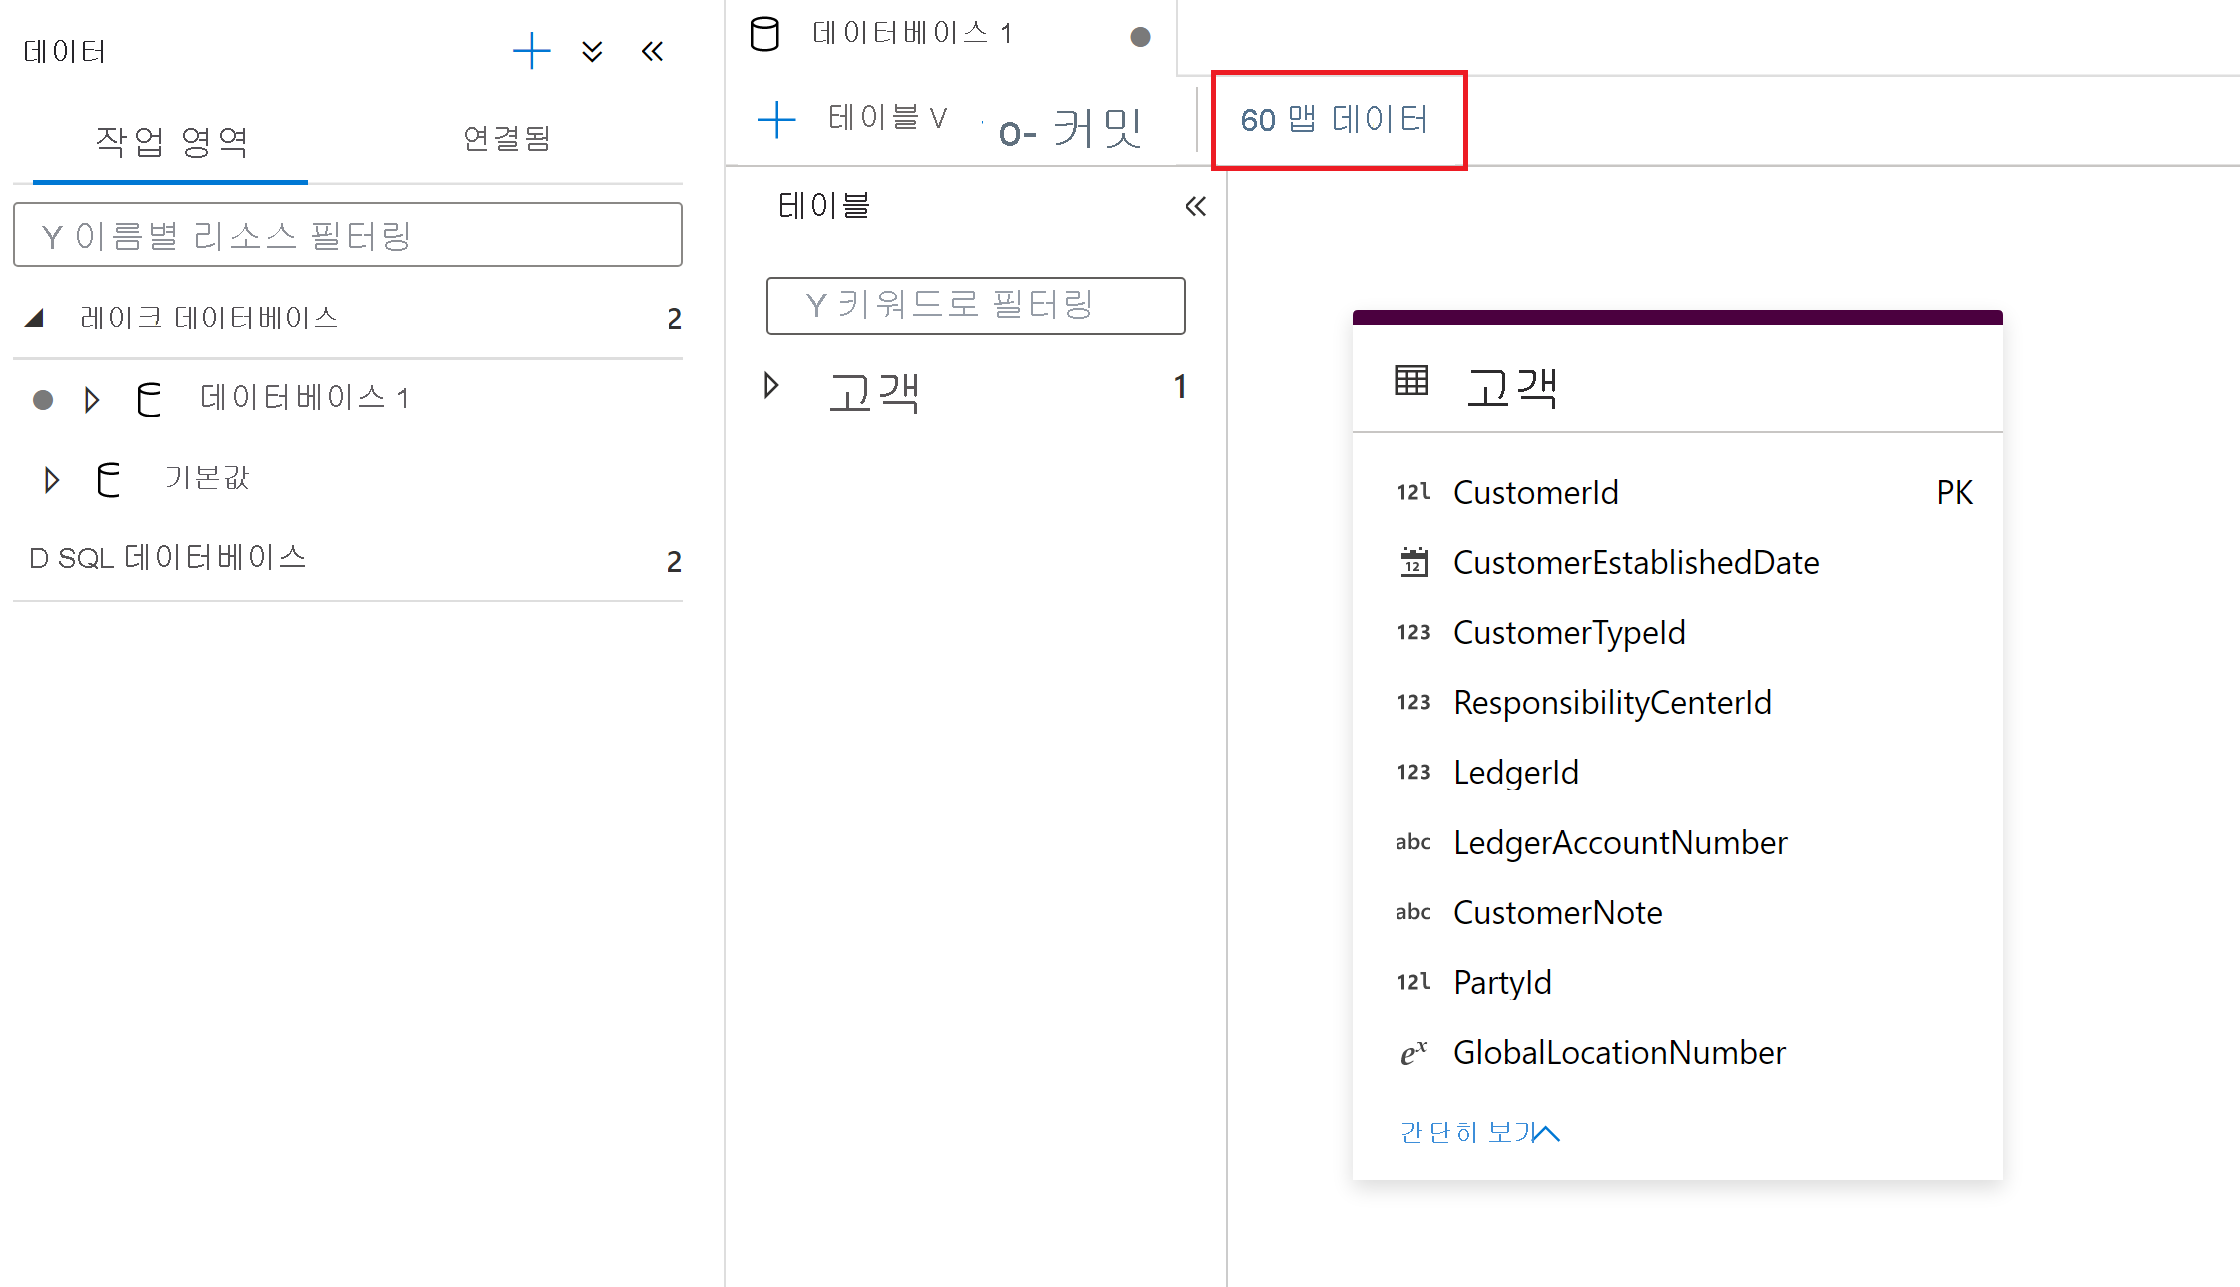 데이터
작업 영역
연결됨
Y 이름별 리소스 필터링
레이크 데이터베이스 2
데이터베이스 1
기본값
D SQL 데이터베이스 2
데이터베이스 1
테이블 V
o- 커밋
60 맵 데이터
테이블
Y 키워드로 필터링
고객 1
고객
12l CustomerId PK
12 CustomerEstablishedDate
123 CustomerTypeId
123 ResponsibilityCenterId
123 LedgerId
abc LedgerAccountNumber
abc CustomerNote
12l PartyId
eˣ GlobalLocationNumber
간단히 보기